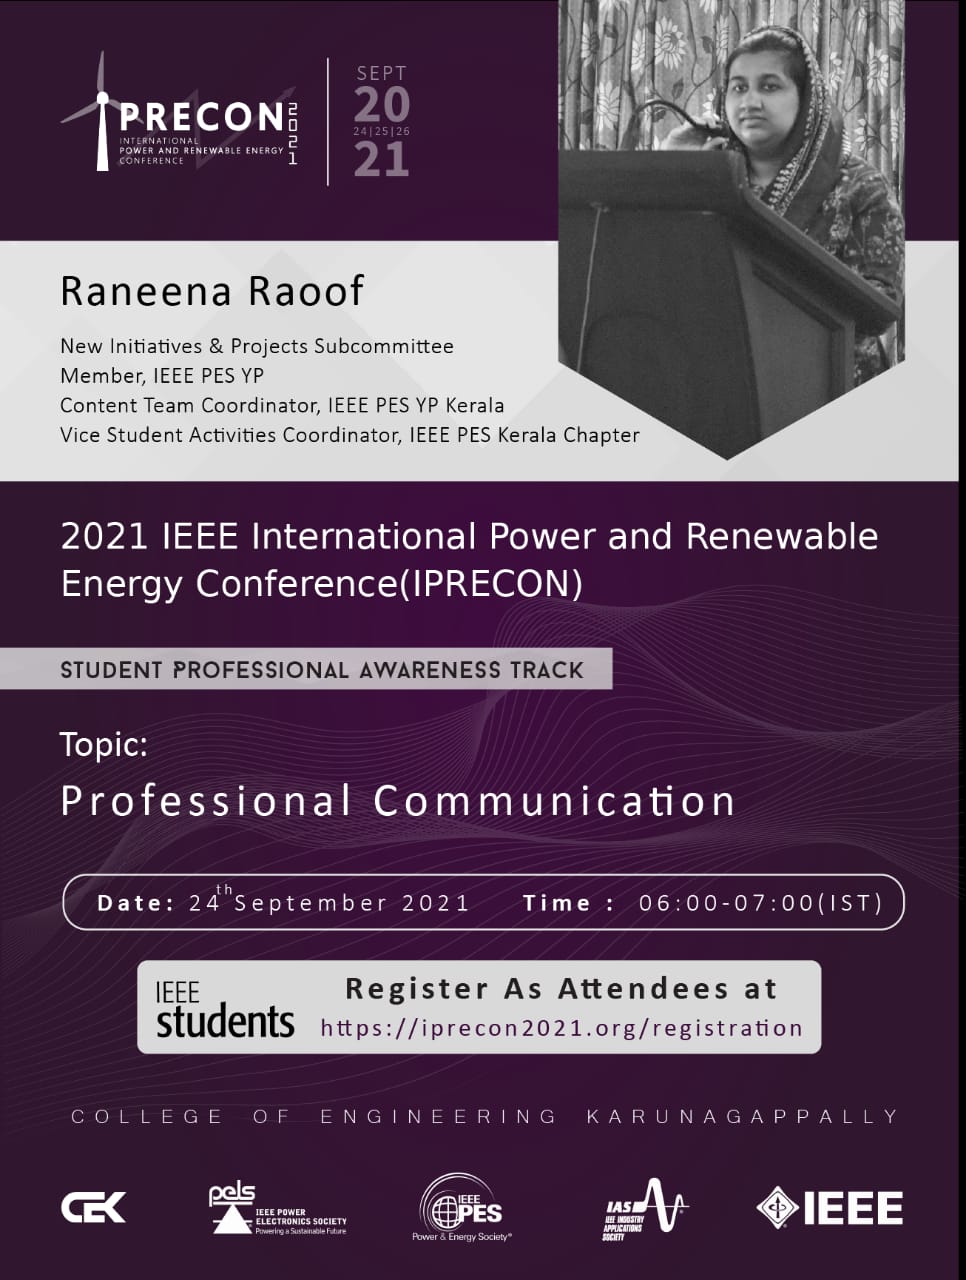 IPRECON
2021
INTERNATIONAL
POWER AND RENEWABLE ENERGY
CONFERENCE
SEPT
20
24|25|26
21
Raneena Raoof
New Initiatives & Projects Subcommittee
Member, IEEE PES YP
Content Team Coordinator, IEEE PES YP Kerala
Vice Student Activities Coordinator, IEEE PES Kerala Chapter
2021 IEEE International Power and Renewable
Energy Conference(IPRECON)
STUDENT PROFESSIONAL AWARENESS TRACK
Topic:
Professional Communication
Date: 24th September 2021 Time : 06:00-07:00(IST)
IEEE
students
Register As Attendees at
https://iprecon2021.org/registration
COLLEGE OF ENGINEERING KARUNAGAPPALLY
CEK
pels
IEEE POWER
ELECTRONICS SOCIETY
Powering a Sustainable Future
IEEE
PES
Power & Energy Society®
IAS
IEEE INDUSTRY
APPLICATIONS
SOCIETY
IEEE